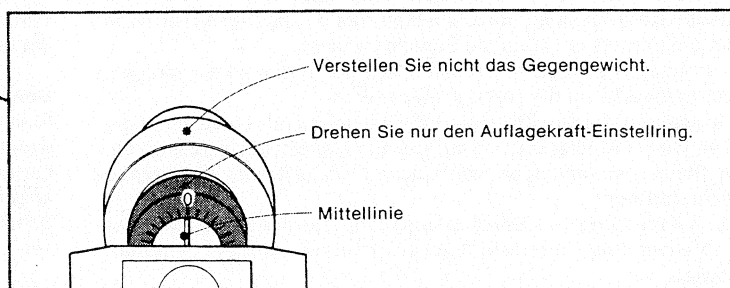 Verstellen Sie nicht das Gegengewicht.
Drehen Sie nur den Auflagekraft-Einstellring.
0
Mittellinie